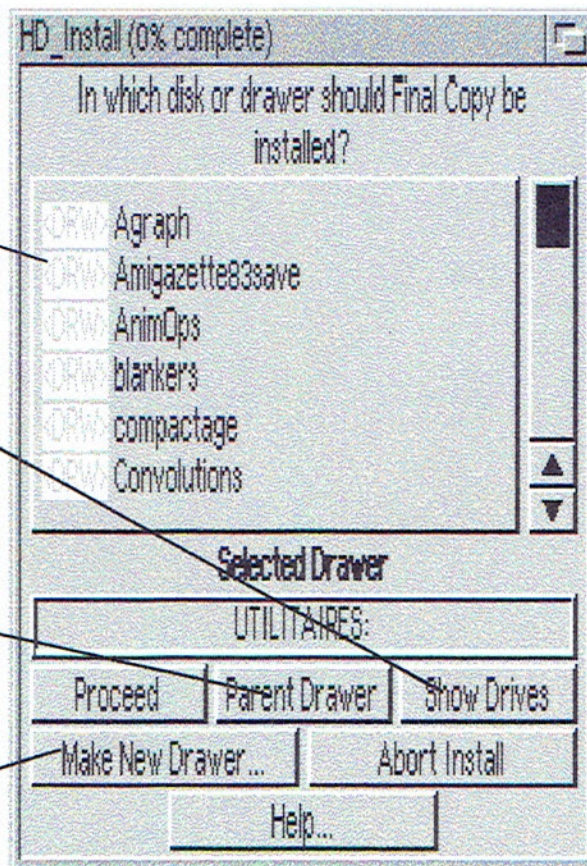 HD_Install (0% complete)
In which disk or drawer should Final Copy be
installed?
<DRW> Agraph
<DRW> Amigazette83save
<DRW> AnimOps
<DRW> blankers
<DRW> compactage
<DRW> Convolutions
Selected Drawer
UTILITAIRES:
Proceed
Parent Drawer
Show Drives
Make New Drawer...
Abort Install
Help...